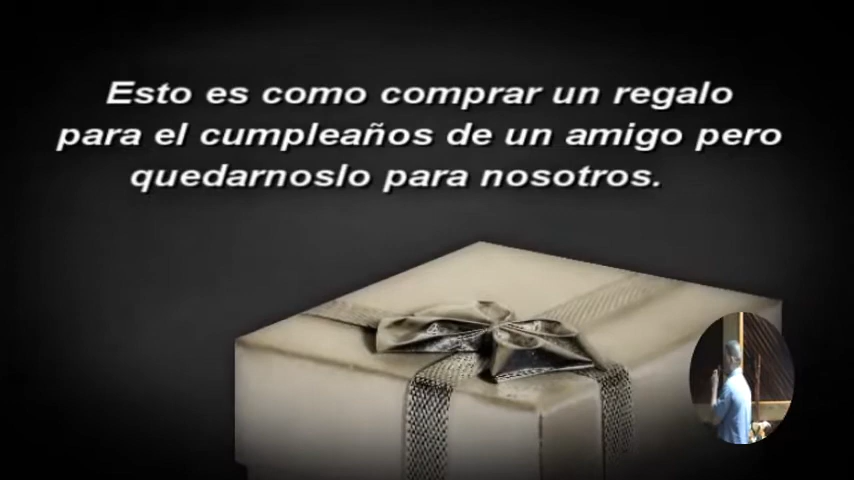 Esto es como comprar un regalo
para el cumpleaños de un amigo pero
quedarnoslo para nosotros.